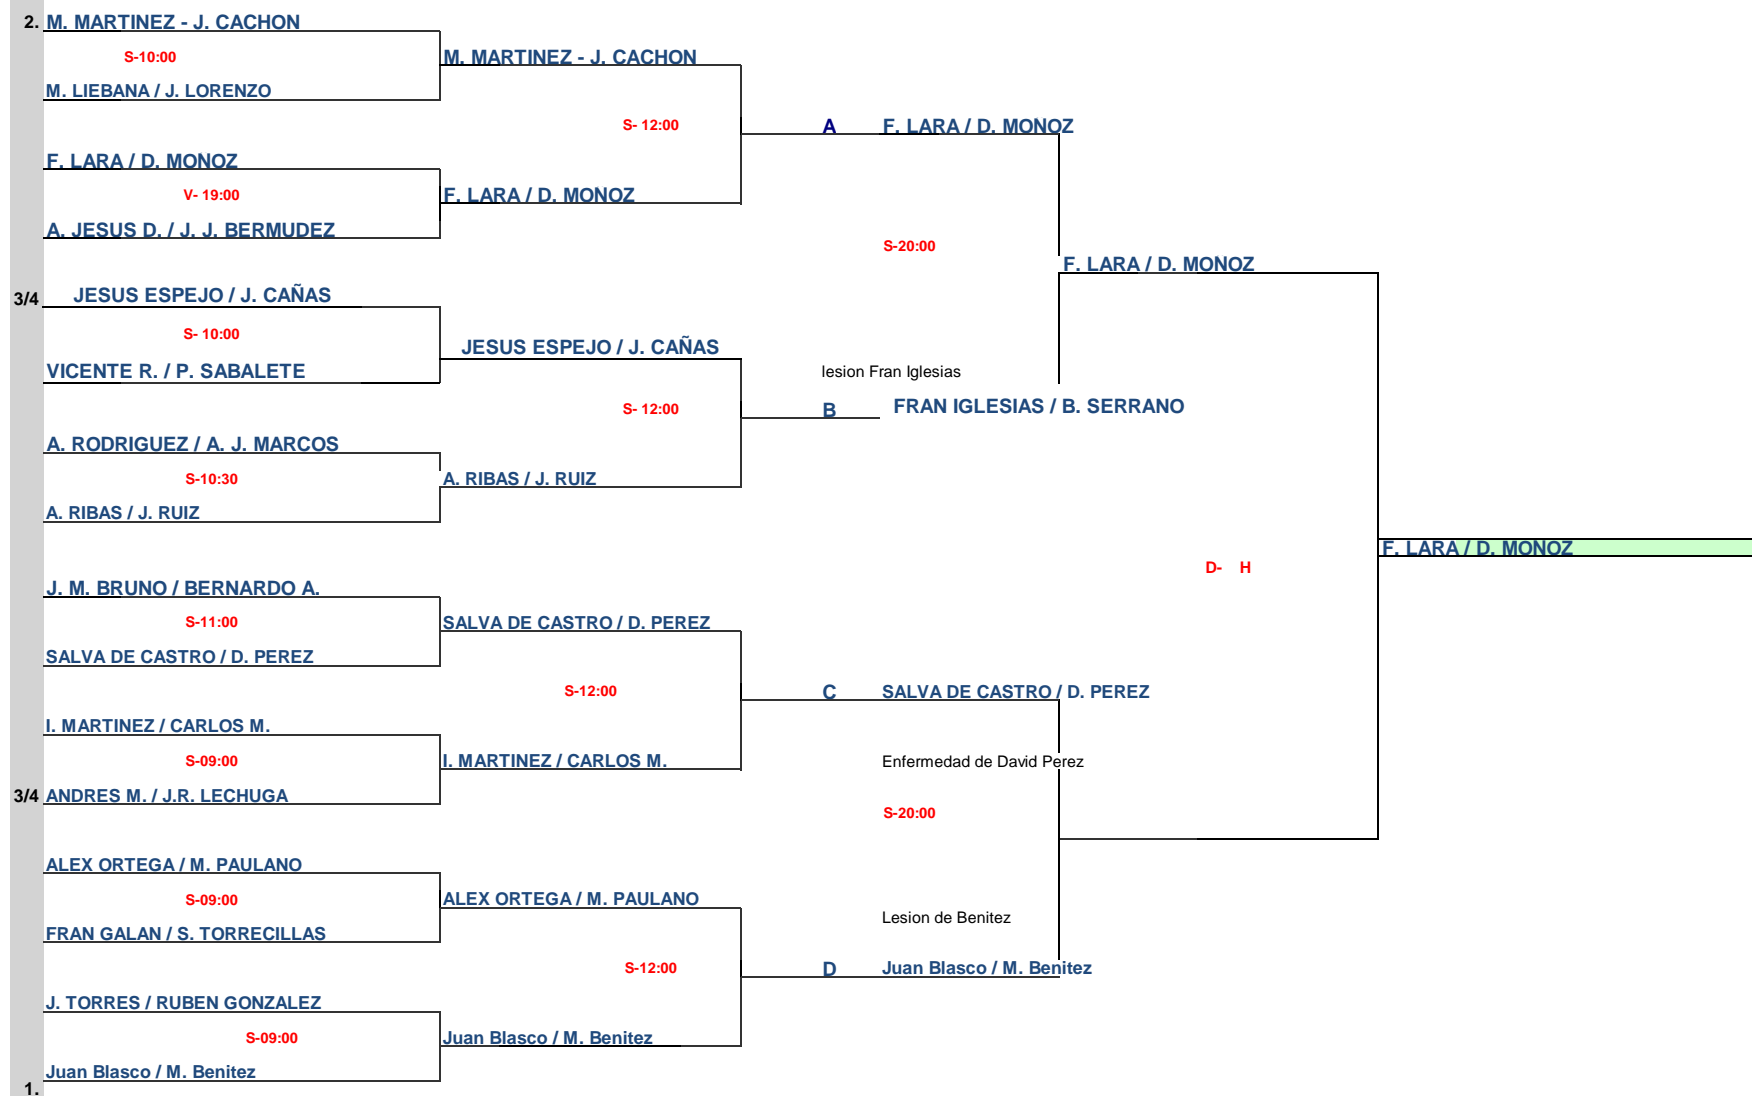 2. M. MARTINEZ - J. CACHON
S-10:00
M. MARTINEZ - J. CACHON
M. LIEBANA / J. LORENZO
S- 12:00
A F. LARA / D. MONOZ
F. LARA / D. MONOZ
V- 19:00
F. LARA / D. MONOZ
A. JESUS D. / J. J. BERMUDEZ
S-20:00
F. LARA / D. MONOZ
3/4 JESUS ESPEJO / J. CAÑAS
S- 10:00
JESUS ESPEJO / J. CAÑAS
VICENTE R. / P. SABALETE
lesion Fran Iglesias
S- 12:00
B FRAN IGLESIAS / B. SERRANO
A. RODRIGUEZ / A. J. MARCOS
S-10:30
A. RIBAS / J. RUIZ
A. RIBAS / J. RUIZ
F. LARA / D. MONOZ
D- H
J. M. BRUNO / BERNARDO A.
S-11:00
SALVA DE CASTRO / D. PEREZ
SALVA DE CASTRO / D. PEREZ
S-12:00
C SALVA DE CASTRO / D. PEREZ
I. MARTINEZ / CARLOS M.
S-09:00
I. MARTINEZ / CARLOS M.
Enfermedad de David Perez
3/4 ANDRES M. / J.R. LECHUGA
S-20:00
ALEX ORTEGA / M. PAULANO
S-09:00
ALEX ORTEGA / M. PAULANO
Lesion de Benitez
FRAN GALAN / S. TORRECILLAS
S-12:00
D Juan Blasco / M. Benitez
J. TORRES / RUBEN GONZALEZ
S-09:00
Juan Blasco / M. Benitez
Juan Blasco / M. Benitez
1.